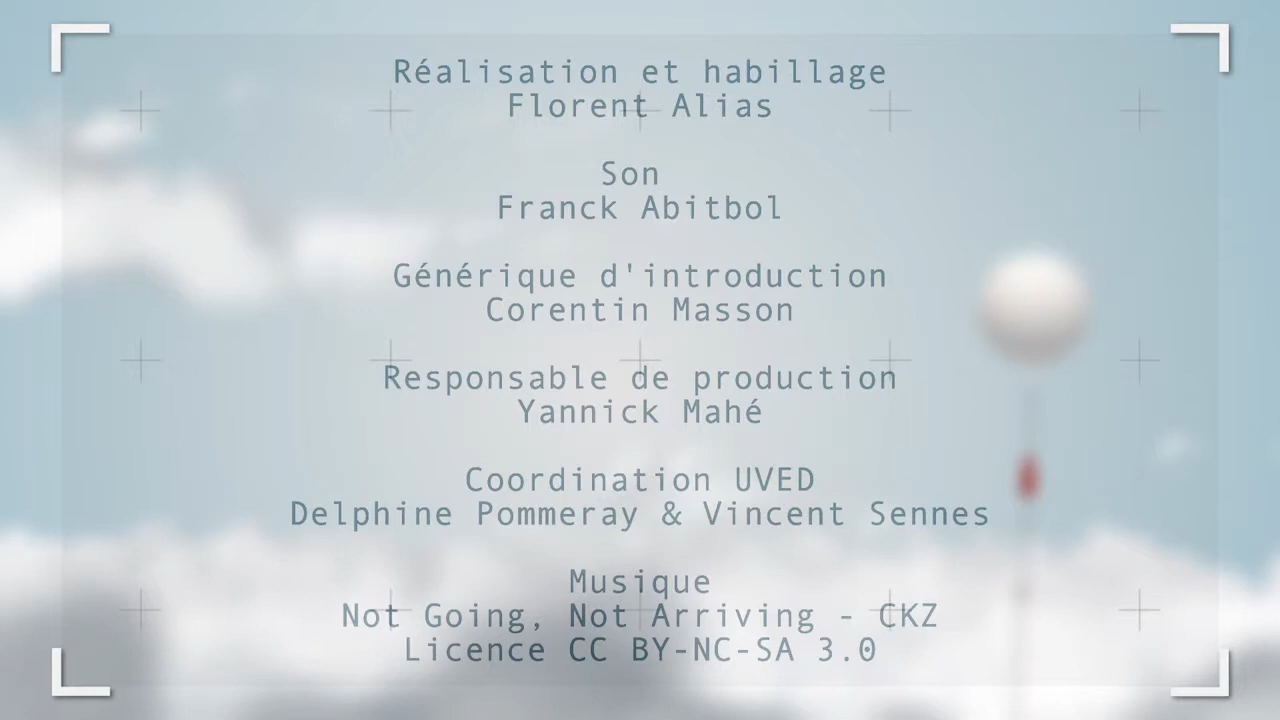 Réalisation et habillage
Florent Alias
Son
Franck Abitbol
Générique d'introduction
Corentin Masson
Responsable de production
Yannick Mahé
Coordination UVED
Delphine Pommeray & Vincent Sennes
Musique
Not Going, Not Arriving - CKZ
Licence CC BY-NC-SA 3.0